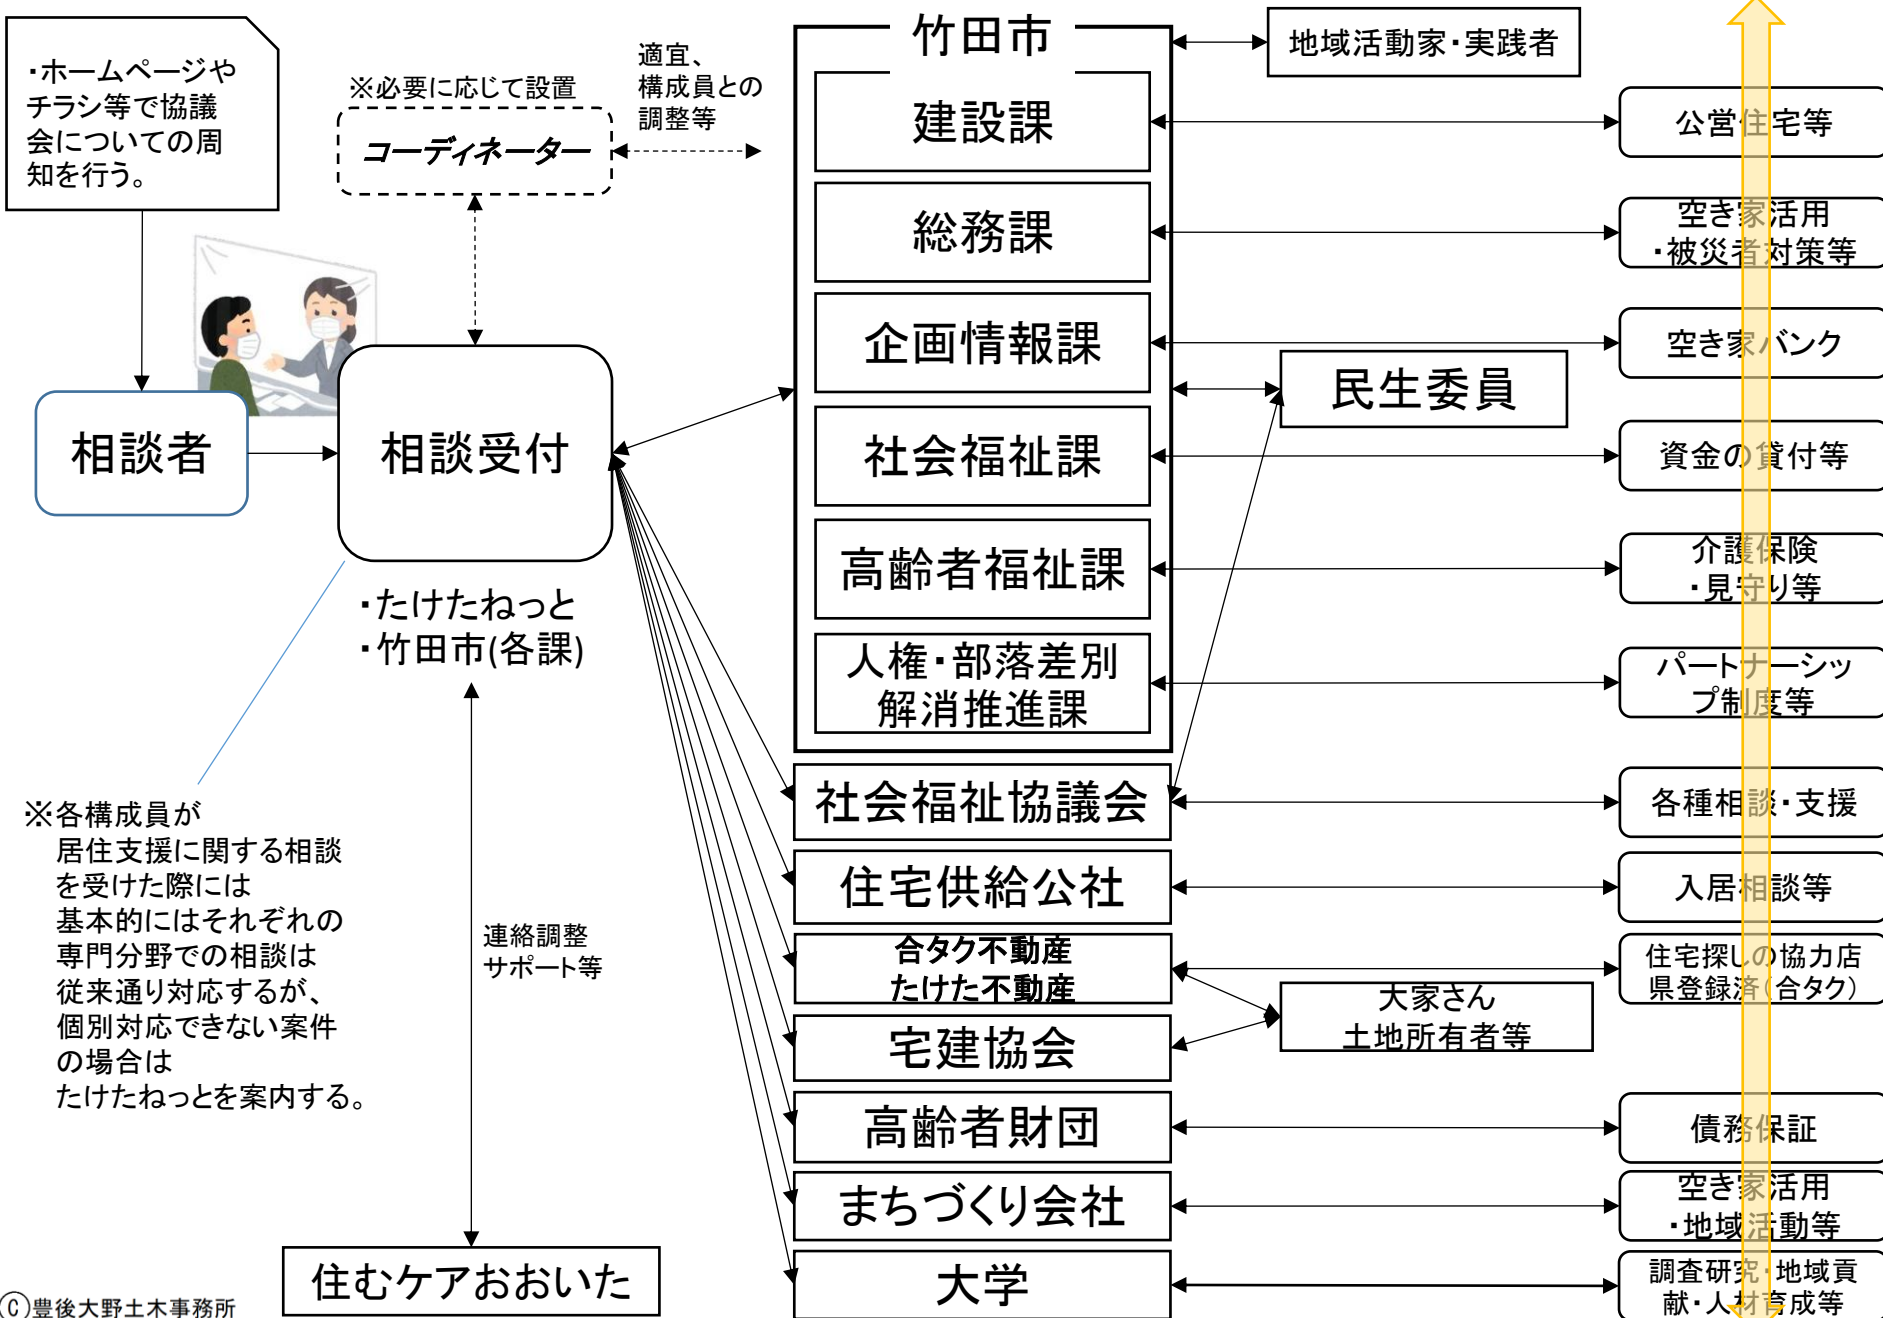 ・ホームページや
チラシ等で協議
会についての周
知を行う。
※必要に応じて設置
コーディネーター
適宜、
構成員との
調整等
相談者
相談受付
・たけたねっと
・竹田市(各課)
※各構成員が
居住支援に関する相談
を受けた際には
基本的にはそれぞれの
専門分野での相談は
従来通り対応するが、
個別対応できない案件
の場合は
たけたねっとを案内する。
連絡調整
サポート等
住むケアおおいた
Ⓒ豊後大野土木事務所
竹田市
建設課
総務課
企画情報課
社会福祉課
高齢者福祉課
人権・部落差別
解消推進課
社会福祉協議会
住宅供給公社
合タク不動産
たけた不動産
宅建協会
高齢者財団
まちづくり会社
大学
地域活動家・実践者
民生委員
大家さん
土地所有者等
公営住宅等
空き家活用
・被災者対策等
空き家バンク
資金の貸付等
介護保険
・見守り等
パートナーシッ
プ制度等
各種相談・支援
入居相談等
住宅探しの協力店
県登録済(合タク)
債務保証
空き家活用
・地域活動等
調査研究・地域貢
献・人材育成等